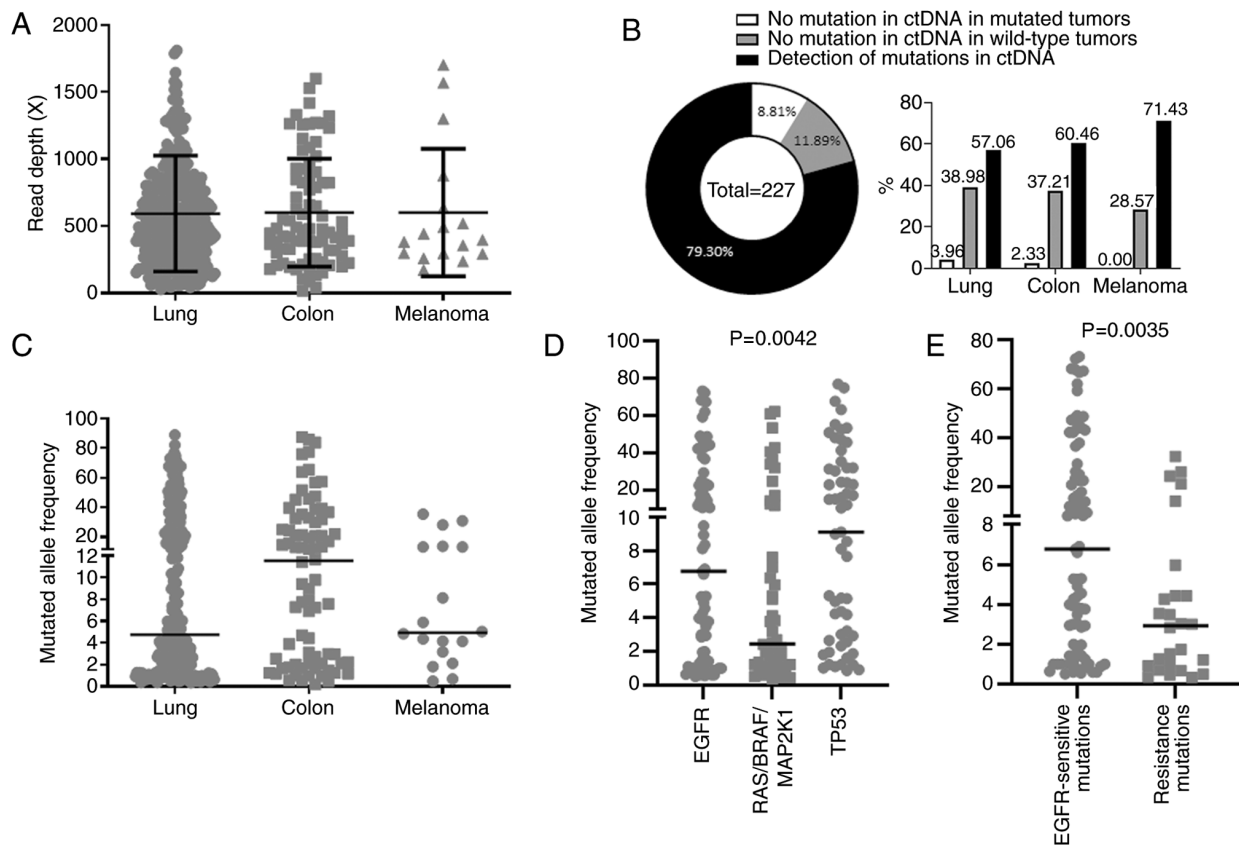 A
Read depth (X)
2000
1500
1000
500
0
Lung
Colon
Melanoma
B
No mutation in ctDNA in mutated tumors
No mutation in ctDNA in wild-type tumors
Detection of mutations in ctDNA
8.81%
11.89%
79.30%
Total=227
%
80
60
40
20
0
3.96
38.98
57.06
2.33
37.21
60.46
0.00
28.57
71.43
Lung
Colon
Melanoma
C
Mutated allele frequency
100
80
60
40
20
12
10
8
6
4
2
0
Lung
Colon
Melanoma
D
P=0.0042
Mutated allele frequency
100
80
60
40
20
10
8
6
4
2
0
EGFR
RAS/BRAF/
MAP2K1
TP53
E
P=0.0035
Mutated allele frequency
80
60
40
20
8
6
4
2
0
EGFR-sensitive
mutations
Resistance
mutations